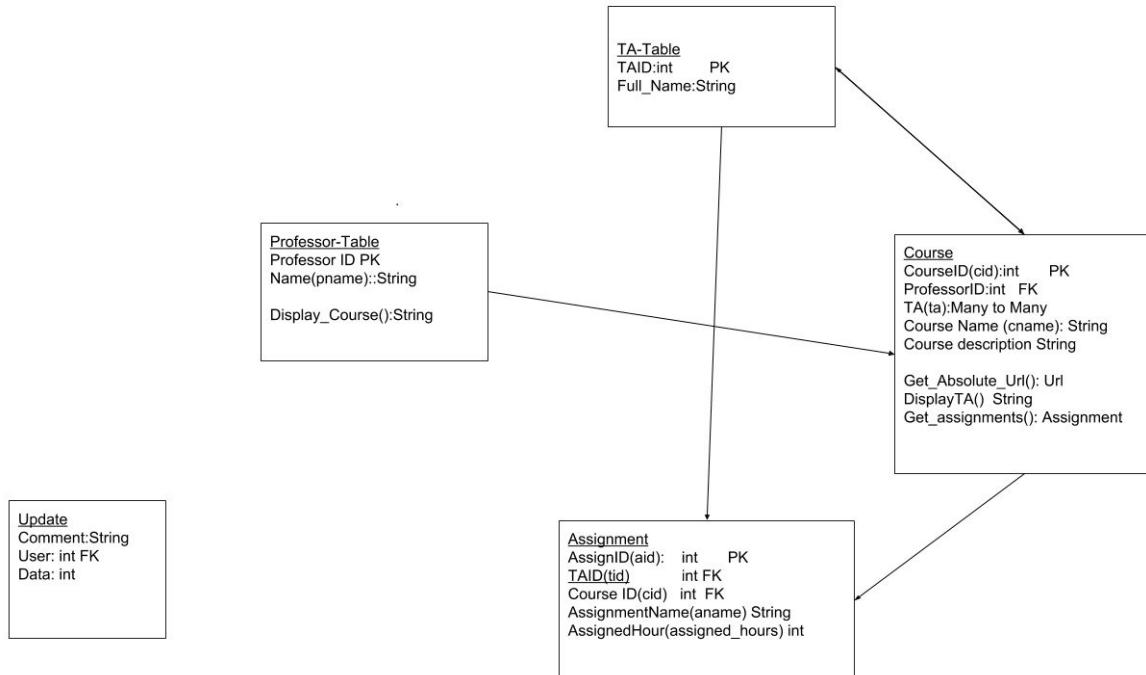 TA-Table
TAID:int PK
Full_Name:String
Professor-Table
Professor ID PK
Name(pname)::String
Display_Course():String
Course
CourseID(cid):int PK
ProfessorID:int FK
TA(ta):Many to Many
Course Name (cname): String
Course description String
Get_Absolute_Url(): Url
DisplayTA() String
Get_assignments(): Assignment
Update
Comment:String
User: int FK
Data: int
Assignment
AssignID(aid): int PK
TAID(tid) int FK
Course ID(cid) int FK
AssignmentName(aname) String
AssignedHour(assigned_hours) int